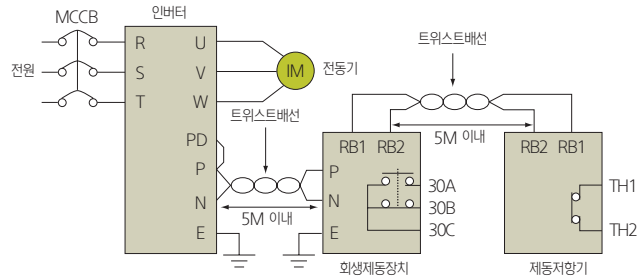 MCCB
인버터
전원
R
S
T
U
V
W
IM
전동기
PD
P
N
E
트위스트배선
5M 이내
트위스트배선
5M 이내
RB1 RB2
P
N
E
30A
30B
30C
회생제동장치
RB2 RB1
TH1
TH2
제동저항기